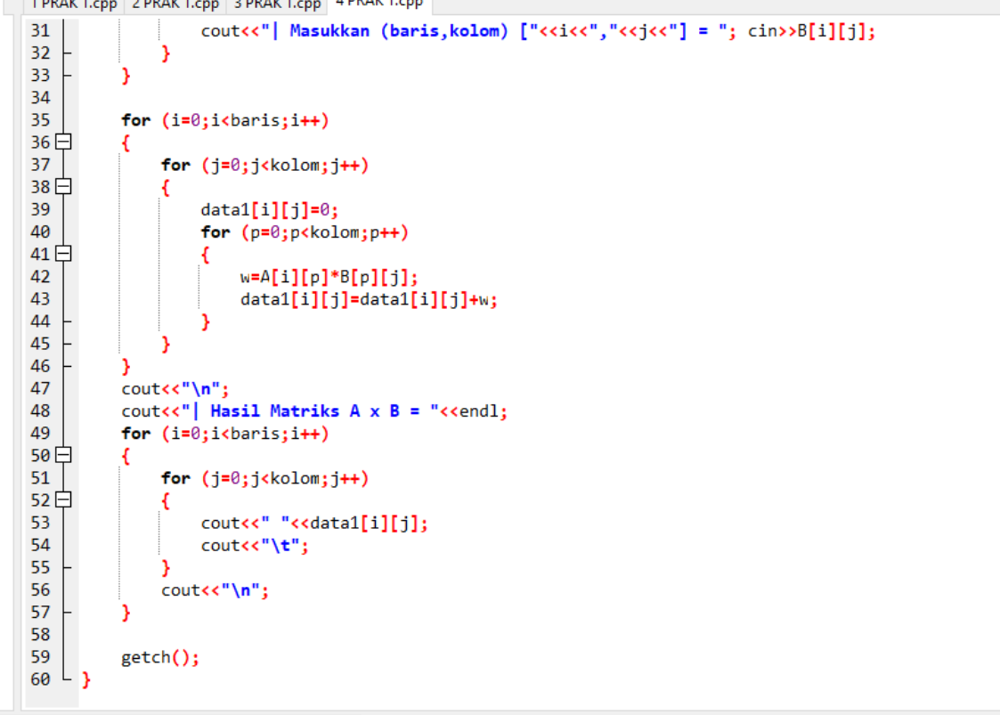 1 PRAK 1.cpp 2 PRAK 1.cpp 3 PRAK 1.cpp 4 PRAK 1.cpp
31 cout<<"| Masukkan (baris,kolom) ["<<i<<","<<j<<"] = "; cin>>B[i][j];
32 }
33 }
34
35 for (i=0;i<baris;i++)
36 {
37 for (j=0;j<kolom;j++)
38 {
39 data1[i][j]=0;
40 for (p=0;p<kolom;p++)
41 {
42 w=A[i][p]*B[p][j];
43 data1[i][j]=data1[i][j]+w;
44 }
45 }
46 }
47 cout<<"\n";
48 cout<<"| Hasil Matriks A x B = "<<endl;
49 for (i=0;i<baris;i++)
50 {
51 for (j=0;j<kolom;j++)
52 {
53 cout<<" "<<data1[i][j];
54 cout<<"\t";
55 }
56 cout<<"\n";
57 }
58
59 getch();
60 }